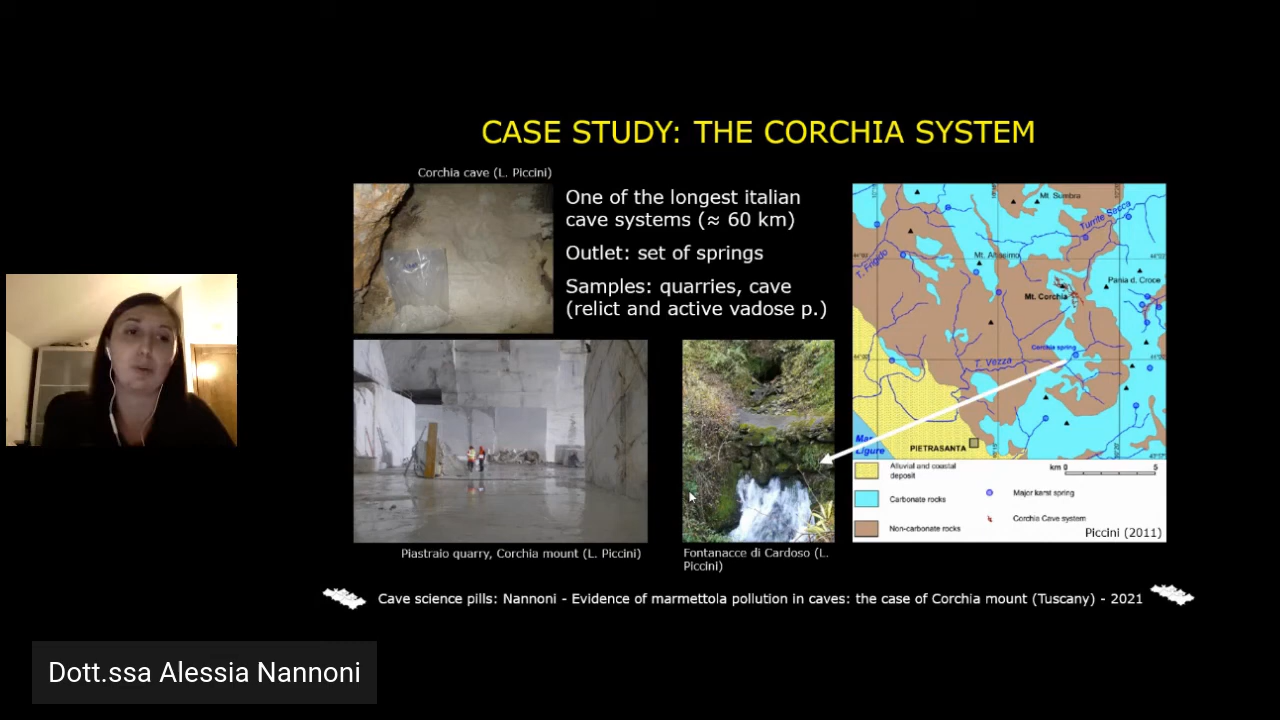 CASE STUDY: THE CORCHIA SYSTEM
Corchia cave (L. Piccini)
One of the longest italian
cave systems (≈ 60 km)
Outlet: set of springs
Samples: quarries, cave
(relict and active vadose p.)
Mt. Sumbra
Turrite Secca
T. Frigido
Mt. Altissimo
Pania d. Croce
Mt. Corchia
Corchia spring
T. Vezza
Ligure
PIETRASANTA
Alluvial and coastal
deposit
km 0 5
Carbonate rocks
Major karst spring
Corchia Cave system
Non-carbonate rocks
Piccini (2011)
Piastraio quarry, Corchia mount (L. Piccini)
Fontanacce di Cardoso (L.
Piccini)
Cave science pills: Nannoni - Evidence of marmettola pollution in caves: the case of Corchia mount (Tuscany) - 2021
Dott.ssa Alessia Nannoni